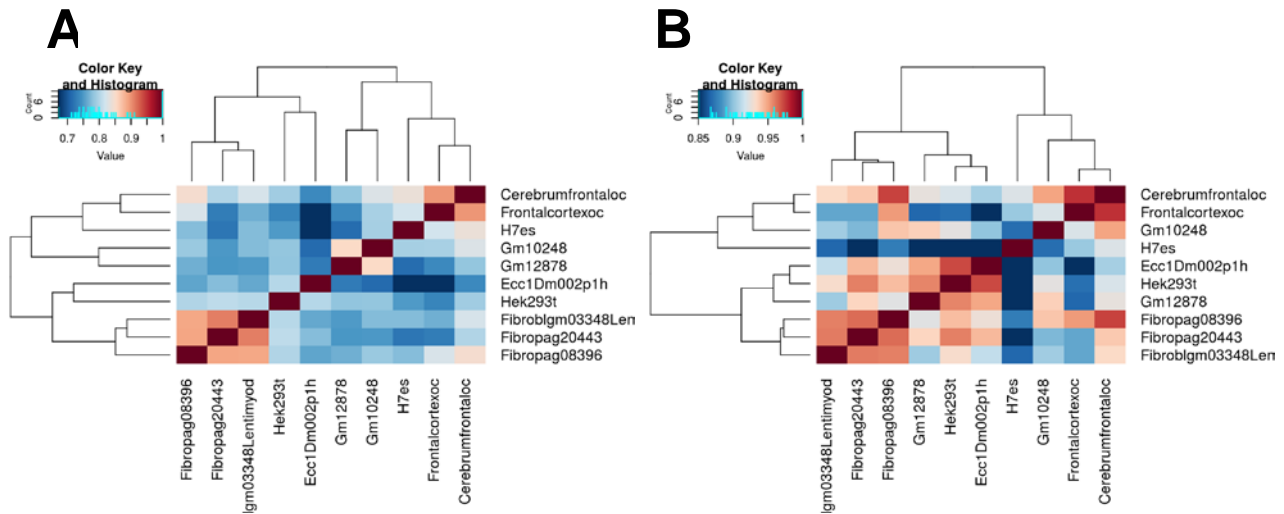 A
Color Key
and Histogram
Count
0 6
0.7 0.8 0.9 1
Value
Cerebrumfrontaloc
Frontalcortexoc
H7es
Gm10248
Gm12878
Ecc1Dm002p1h
Hek293t
Fibroblgm03348Len
Fibropag20443
Fibropag08396
Fibropag08396
Fibropag20443
lgm03348Lentimyod
Hek293t
Ecc1Dm002p1h
Gm12878
Gm10248
H7es
Frontalcortexoc
Cerebrumfrontaloc
B
Color Key
and Histogram
Count
0 6
0.85 0.9 0.95 1
Value
Cerebrumfrontaloc
Frontalcortexoc
Gm10248
H7es
Ecc1Dm002p1h
Hek293t
Gm12878
Fibropag08396
Fibropag20443
Fibroblgm03348Len
lgm03348Lentimyod
Fibropag20443
Fibropag08396
Gm12878
Hek293t
Ecc1Dm002p1h
H7es
Gm10248
Frontalcortexoc
Cerebrumfrontaloc